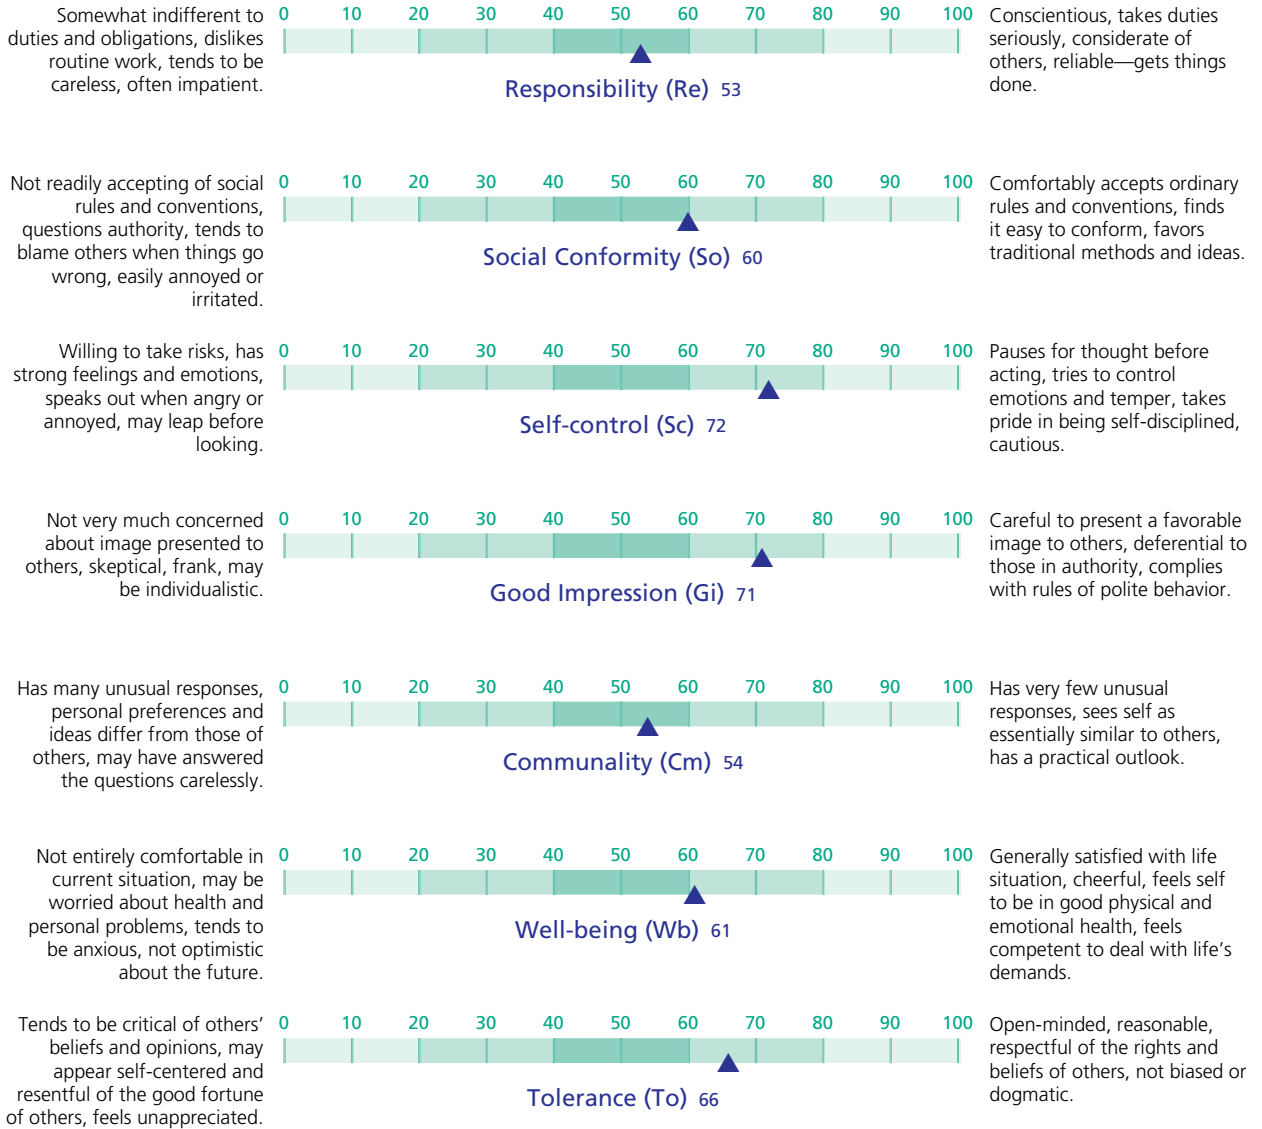 Somewhat indifferent to
duties and obligations, dislikes
routine work, tends to be
careless, often impatient.
0 10 20 30 40 50 60 70 80 90 100
Responsibility (Re) 53
Conscientious, takes duties
seriously, considerate of
others, reliable—gets things
done.
Not readily accepting of social
rules and conventions,
questions authority, tends to
blame others when things go
wrong, easily annoyed or
irritated.
0 10 20 30 40 50 60 70 80 90 100
Social Conformity (So) 60
Comfortably accepts ordinary
rules and conventions, finds
it easy to conform, favors
traditional methods and ideas.
Willing to take risks, has
strong feelings and emotions,
speaks out when angry or
annoyed, may leap before
looking.
0 10 20 30 40 50 60 70 80 90 100
Self-control (Sc) 72
Pauses for thought before
acting, tries to control
emotions and temper, takes
pride in being self-disciplined,
cautious.
Not very much concerned
about image presented to
others, skeptical, frank, may
be individualistic.
0 10 20 30 40 50 60 70 80 90 100
Good Impression (Gi) 71
Careful to present a favorable
image to others, deferential to
those in authority, complies
with rules of polite behavior.
Has many unusual responses,
personal preferences and
ideas differ from those of
others, may have answered
the questions carelessly.
0 10 20 30 40 50 60 70 80 90 100
Communality (Cm) 54
Has very few unusual
responses, sees self as
essentially similar to others,
has a practical outlook.
Not entirely comfortable in
current situation, may be
worried about health and
personal problems, tends to
be anxious, not optimistic
about the future.
0 10 20 30 40 50 60 70 80 90 100
Well-being (Wb) 61
Generally satisfied with life
situation, cheerful, feels self
to be in good physical and
emotional health, feels
competent to deal with life’s
demands.
Tends to be critical of others’
beliefs and opinions, may
appear self-centered and
resentful of the good fortune
of others, feels unappreciated.
0 10 20 30 40 50 60 70 80 90 100
Tolerance (To) 66
Open-minded, reasonable,
respectful of the rights and
beliefs of others, not biased or
dogmatic.